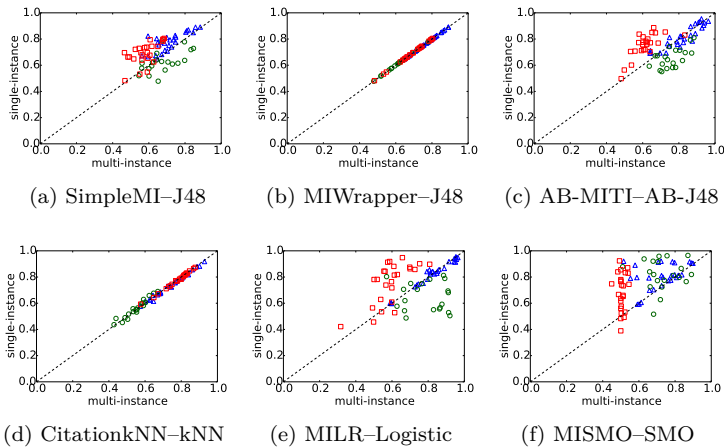 1.0
0.8
0.6
0.4
0.2
0.0
single-instance
0.0 0.2 0.4 0.6 0.8 1.0
multi-instance
(a) SimpleMI–J48
1.0
0.8
0.6
0.4
0.2
0.0
single-instance
0.0 0.2 0.4 0.6 0.8 1.0
multi-instance
(b) MIWrapper–J48
1.0
0.8
0.6
0.4
0.2
0.0
single-instance
0.0 0.2 0.4 0.6 0.8 1.0
multi-instance
(c) AB-MITI–AB-J48
1.0
0.8
0.6
0.4
0.2
0.0
single-instance
0.0 0.2 0.4 0.6 0.8 1.0
multi-instance
(d) CitationkNN–kNN
1.0
0.8
0.6
0.4
0.2
0.0
single-instance
0.0 0.2 0.4 0.6 0.8 1.0
multi-instance
(e) MILR–Logistic
1.0
0.8
0.6
0.4
0.2
0.0
single-instance
0.0 0.2 0.4 0.6 0.8 1.0
multi-instance
(f) MISMO–SMO